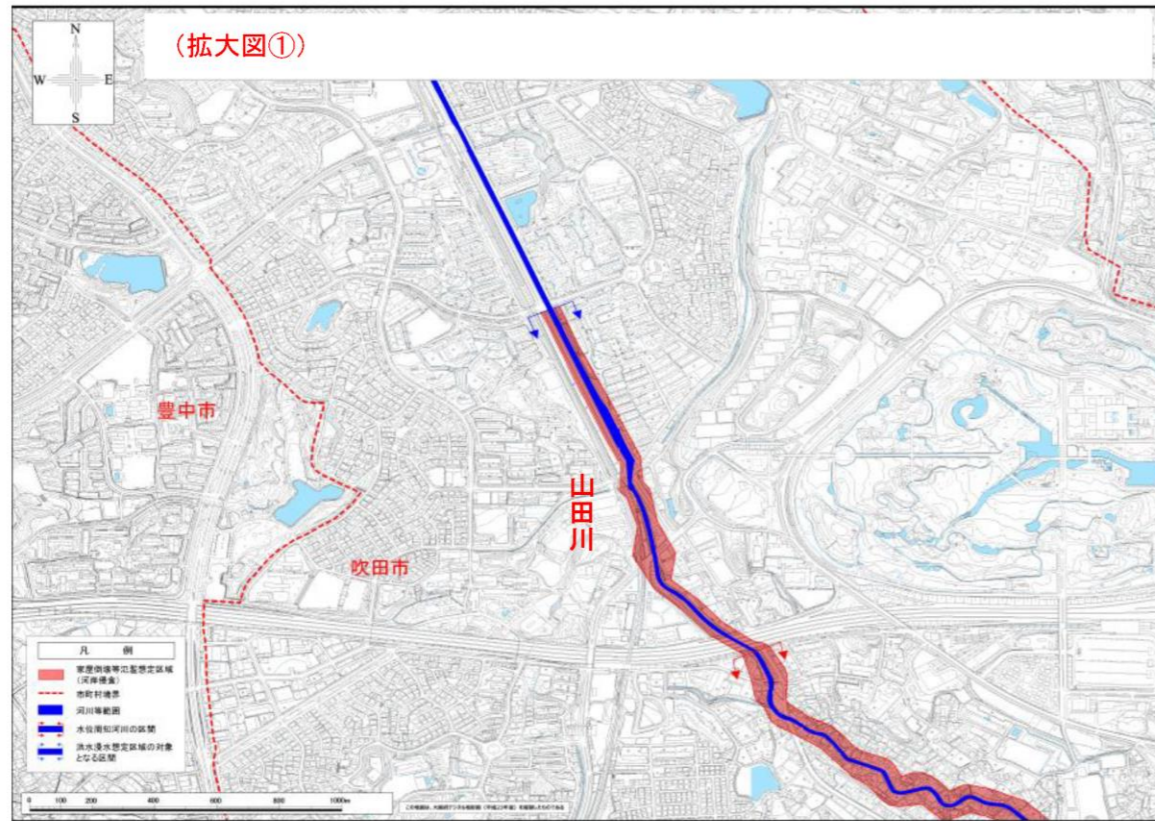 (拡大図①)
N
W
E
S
豊中市
山田川
吹田市
凡 例
家屋倒壊等氾濫想定区域
(河岸侵食)
市町村境界
河川等範囲
水位周知河川の区間
洪水浸水想定区域の対象
となる区間
0 100 200 400 600 800 1000m